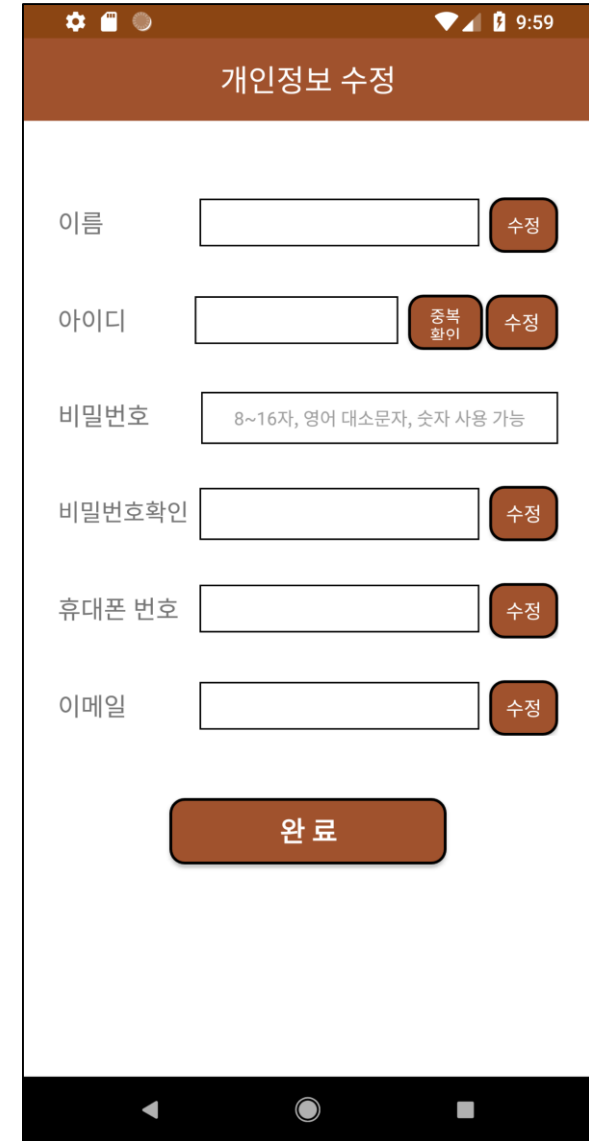 9:59
개인정보 수정
이름
수정
아이디
중복
확인
수정
비밀번호
8~16자, 영어 대소문자, 숫자 사용 가능
비밀번호확인
수정
휴대폰 번호
수정
이메일
수정
완 료